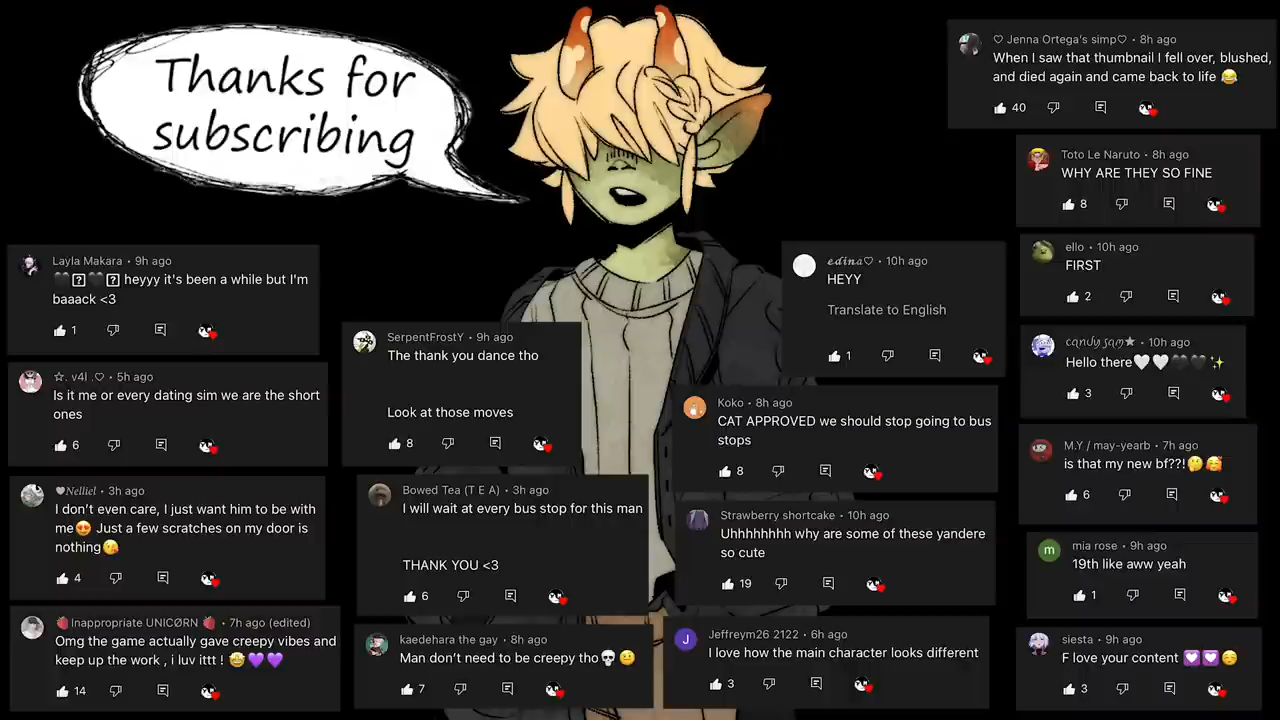 Thanks for
subscribing
♡ Jenna Ortega's simp♡ • 8h ago
When I saw that thumbnail I fell over, blushed,
and died again and came back to life 😂
40
Toto Le Naruto • 8h ago
WHY ARE THEY SO FINE
8
ello • 10h ago
FIRST
2
𝓬𝓪𝓷𝓭𝔂 𝓳𝓪𝓶★ • 10h ago
Hello there🤍🤍🖤🖤✨
3
M.Y / may-yearb • 7h ago
is that my new bf??!🤔🥰
6
mia rose • 9h ago
19th like aww yeah
m
1
siesta • 9h ago
F love your content 💟💟☺️
3
Layla Makara • 9h ago
🖤?🖤? heyyy it's been a while but I'm
baaack <3
1
☆. v4l .♡ • 5h ago
Is it me or every dating sim we are the short
ones
6
♥𝑁𝑒𝑙𝑙𝑖𝑒𝑙 • 3h ago
I don't even care, I just want him to be with
me😍 Just a few scratches on my door is
nothing😘
4
🍓Inappropriate UNICØRN 🍓 • 7h ago (edited)
Omg the game actually gave creepy vibes and
keep up the work , i luv ittt ! 🤩💜💜
14
SerpentFrostY • 9h ago
The thank you dance tho
Look at those moves
8
Bowed Tea (T E A) • 3h ago
I will wait at every bus stop for this man
THANK YOU <3
6
kaedehara the gay • 8h ago
Man don't need to be creepy tho💀😐
7
𝓮𝓭𝓲𝓷𝓪♡ • 10h ago
HEYY
Translate to English
1
Koko • 8h ago
CAT APPROVED we should stop going to bus
stops
8
Strawberry shortcake • 10h ago
Uhhhhhhh why are some of these yandere
so cute
19
J
Jeffreym26 2122 • 6h ago
I love how the main character looks different
3